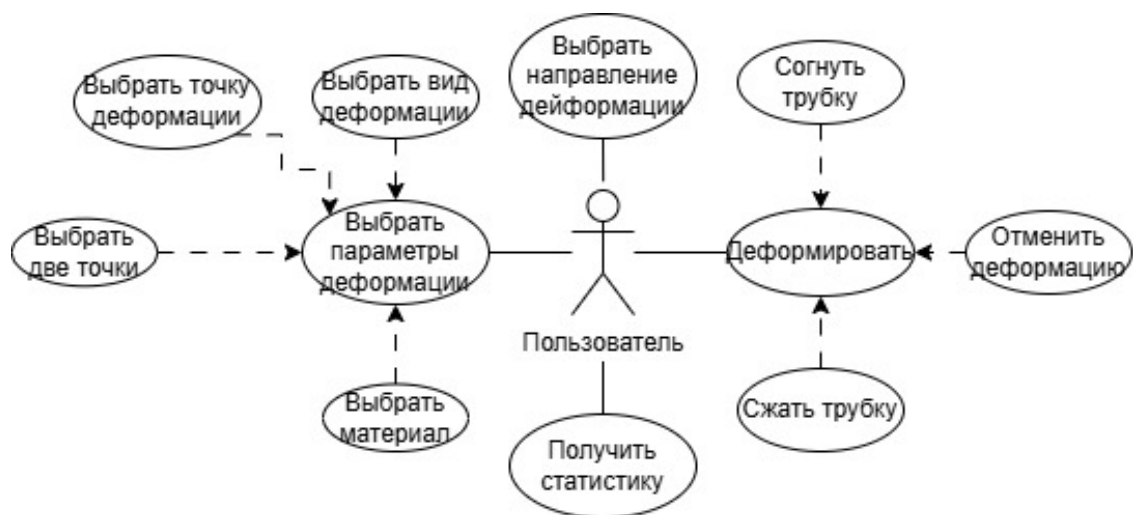 Выбрать точку
деформации
Выбрать вид
деформации
Выбрать
направление
дейформации
Согнуть
трубку
Выбрать
две точки
Выбрать
параметры
деформации
Деформировать
Отменить
деформацию
Пользователь
Выбрать
материал
Получить
статистику
Сжать трубку